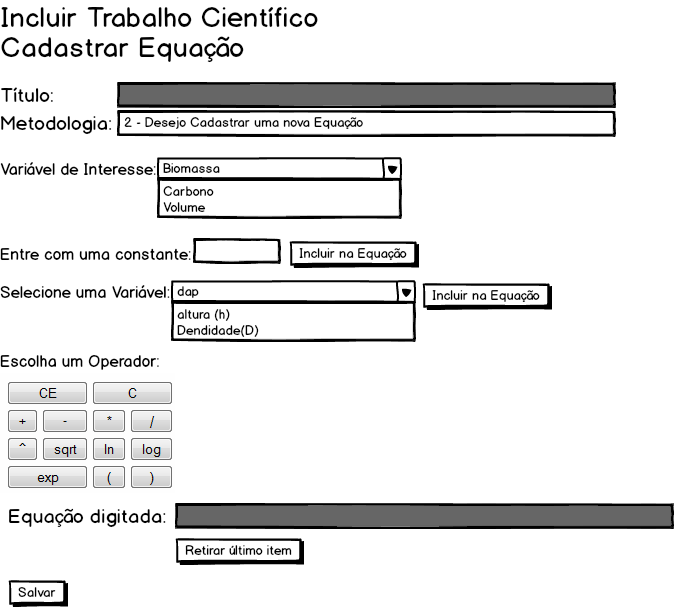 Incluir Trabalho Científico
Cadastrar Equação
Título:
Metodologia: 2 - Desejo Cadastrar uma nova Equação
Variável de Interesse: Biomassa
Carbono
Volume
Entre com uma constante: Incluir na Equação
Selecione uma Variável: dap Incluir na Equação
altura (h)
Dendidade(D)
Escolha um Operador:
CE C
+ - * /
^ sqrt ln log
exp ( )
Equação digitada:
Retirar último item
Salvar